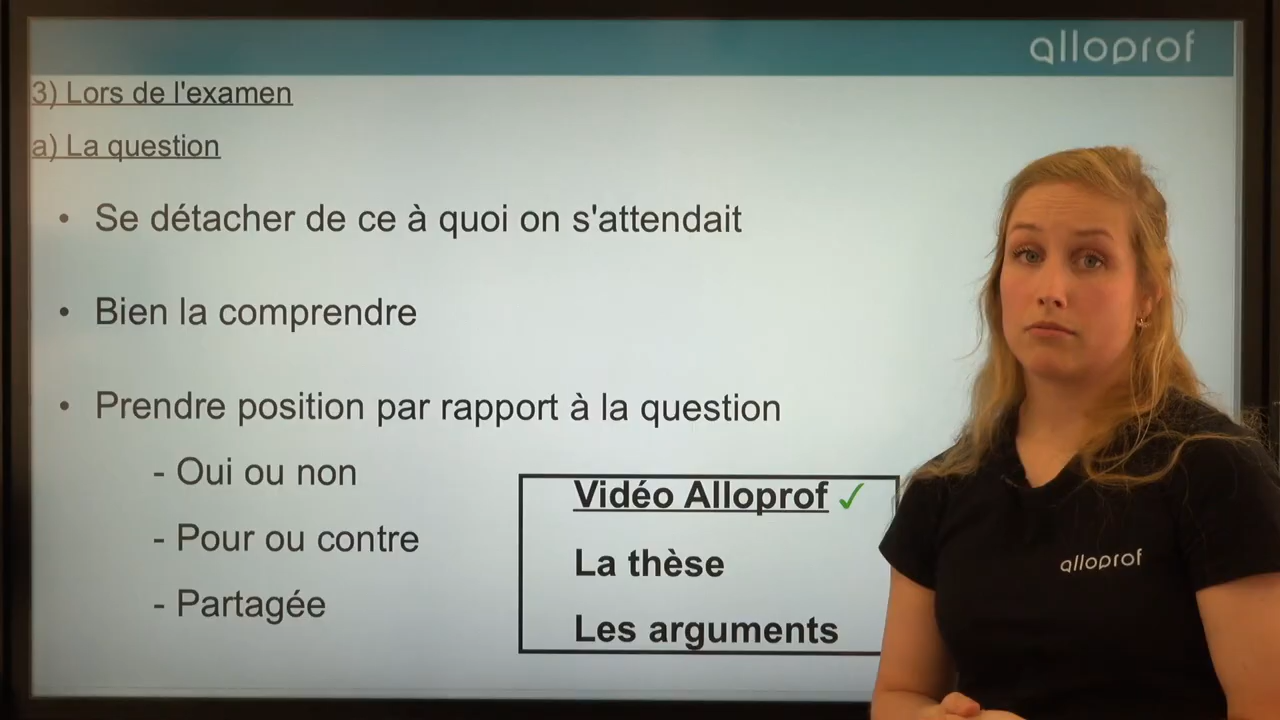 alloprof
3) Lors de l'examen
a) La question
• Se détacher de ce à quoi on s'attendait
• Bien la comprendre
• Prendre position par rapport à la question
- Oui ou non
- Pour ou contre
- Partagée
Vidéo Alloprof ✓
La thèse
Les arguments
alloprof